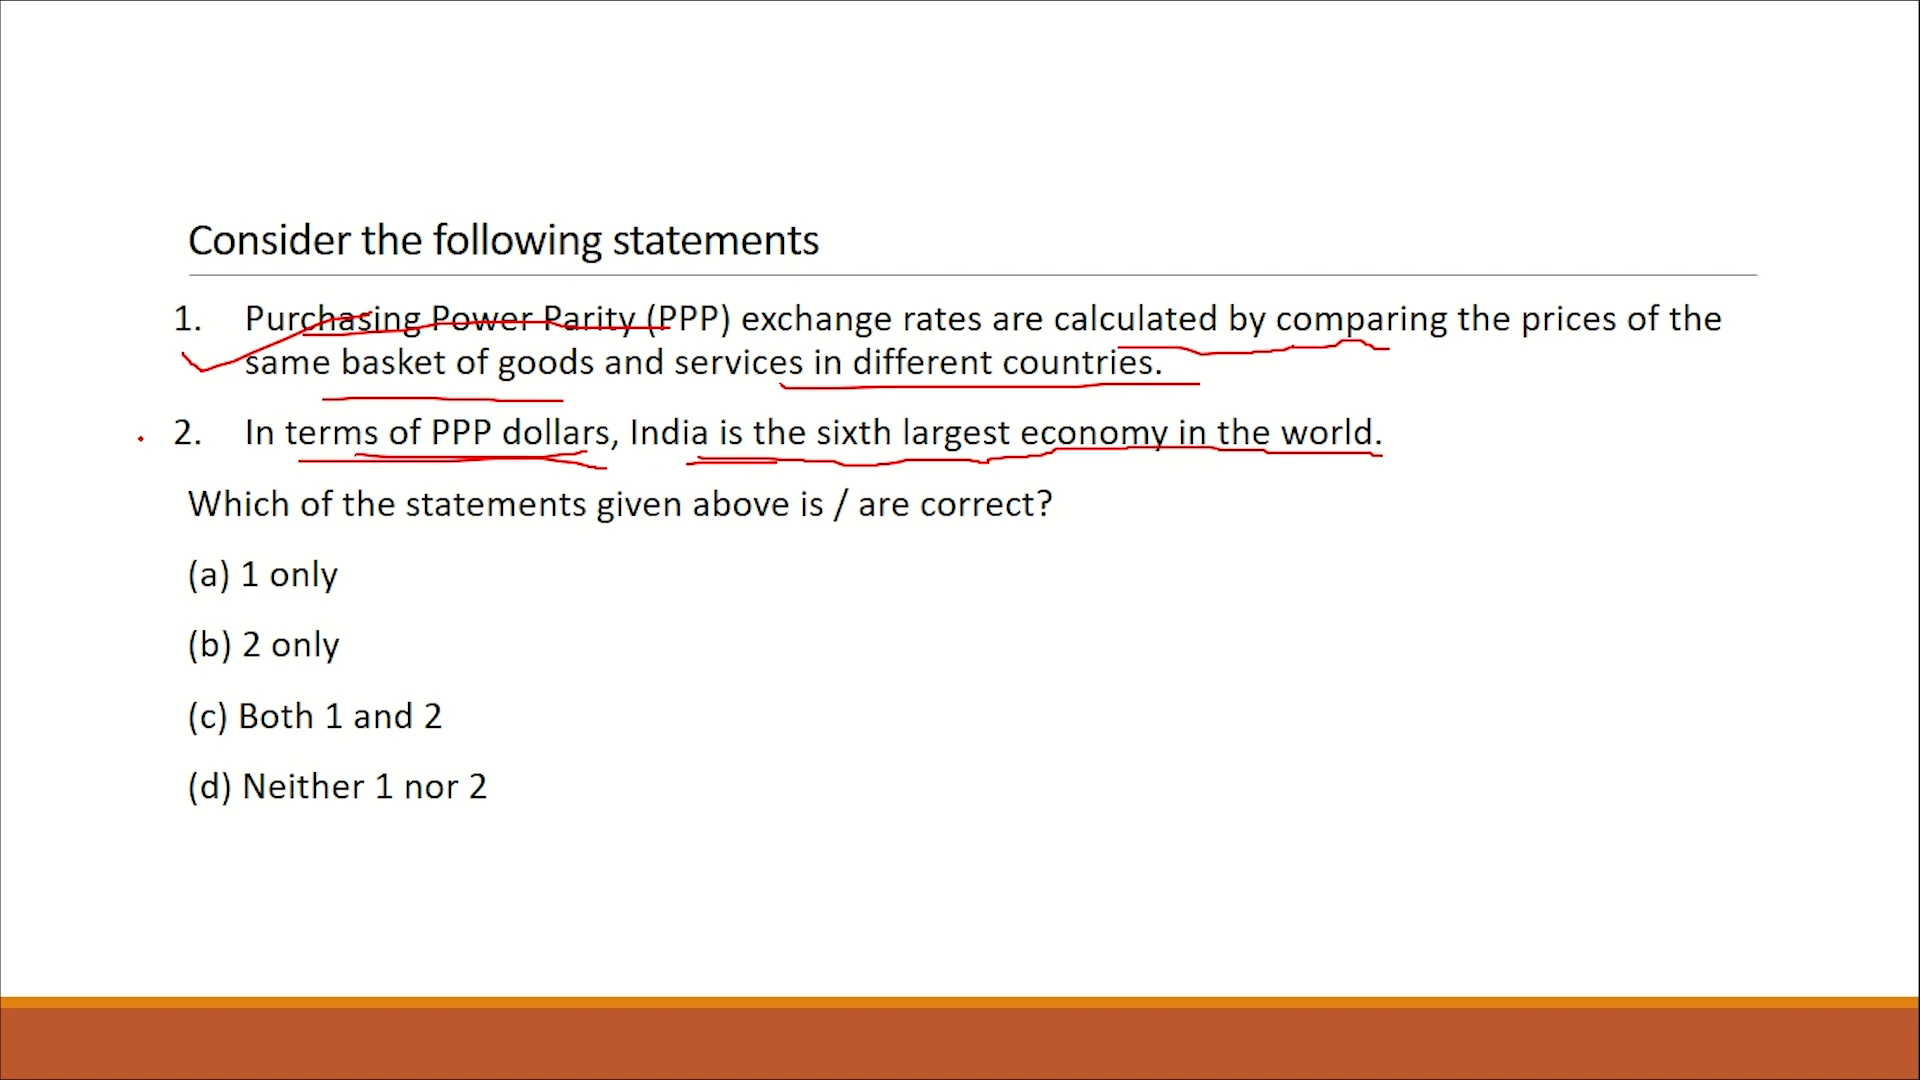 Consider the following statements
1. Purchasing Power Parity (PPP) exchange rates are calculated by comparing the prices of the
same basket of goods and services in different countries.
2. In terms of PPP dollars, India is the sixth largest economy in the world.
Which of the statements given above is / are correct?
(a) 1 only
(b) 2 only
(c) Both 1 and 2
(d) Neither 1 nor 2